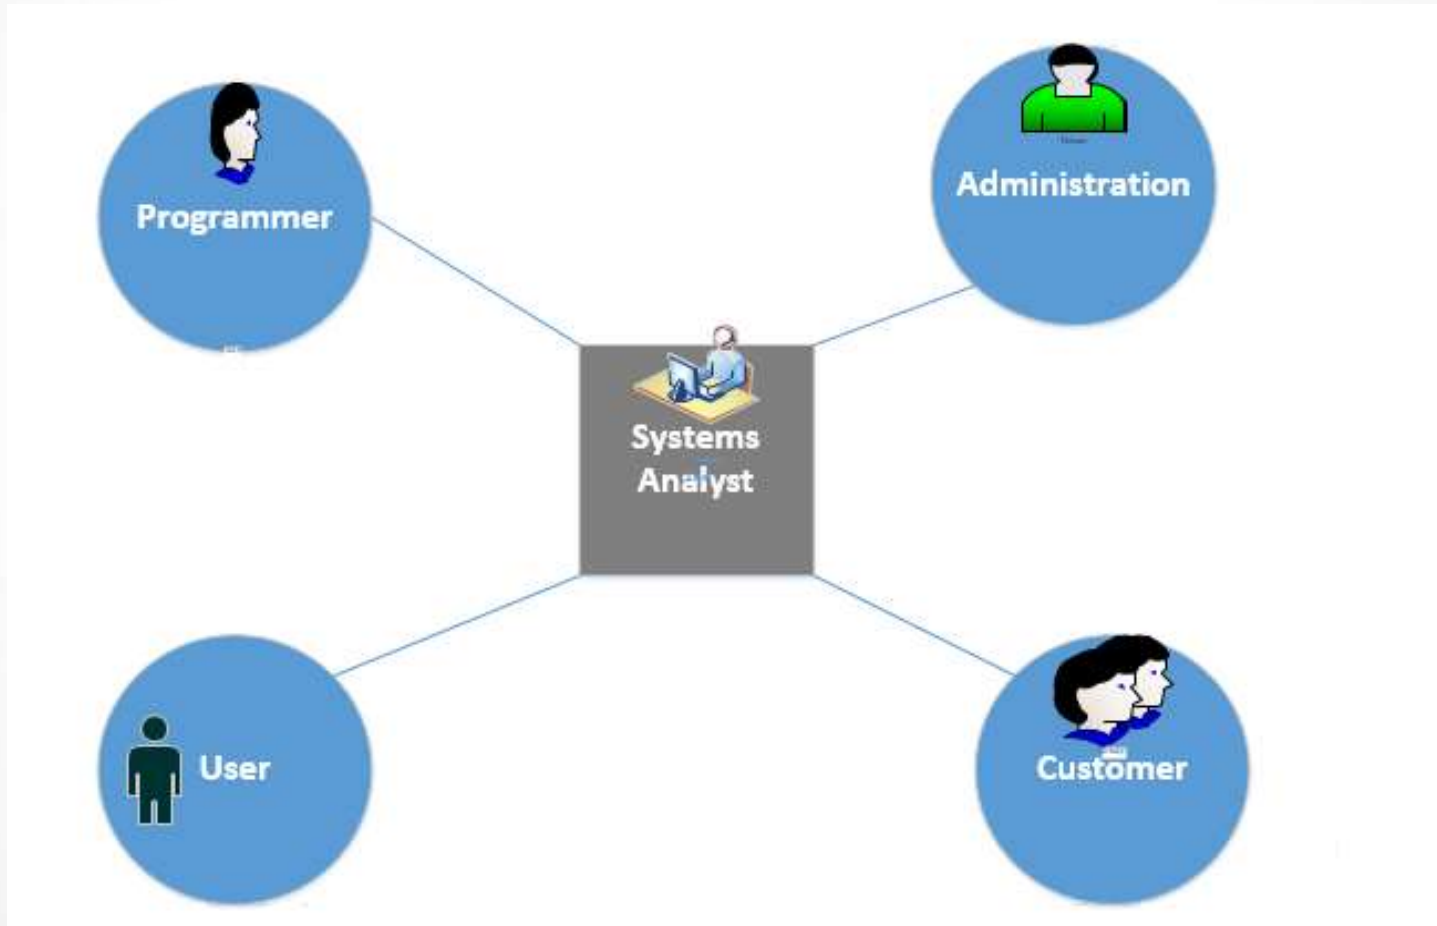 Programmer
Administration
Systems
Analyst
User
Customer